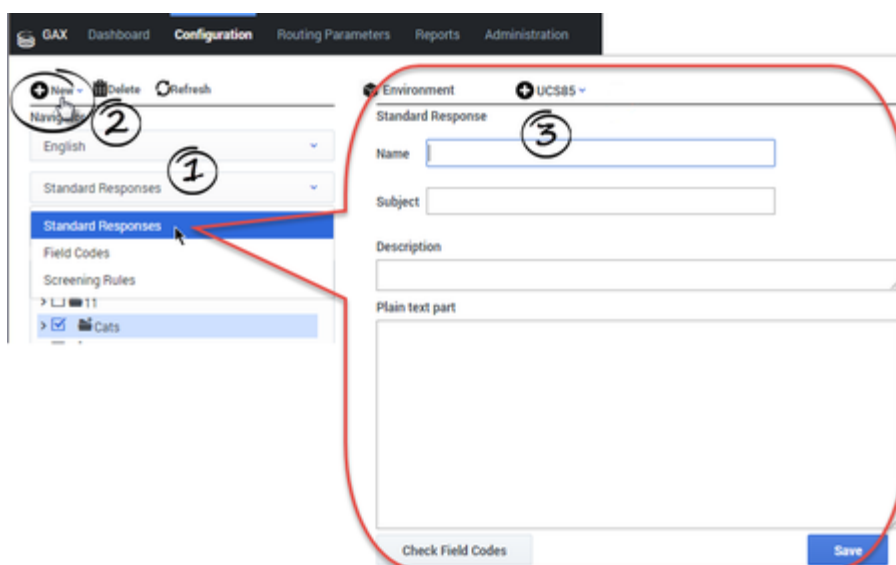 GAX Dashboard Configuration Routing Parameters Reports Administration
New Delete Refresh
2
English
1
Standard Responses
Standard Responses
Field Codes
Screening Rules
11
Cats
Environment UCS85
Standard Response
3
Name
Subject
Description
Plain text part
Check Field Codes Save